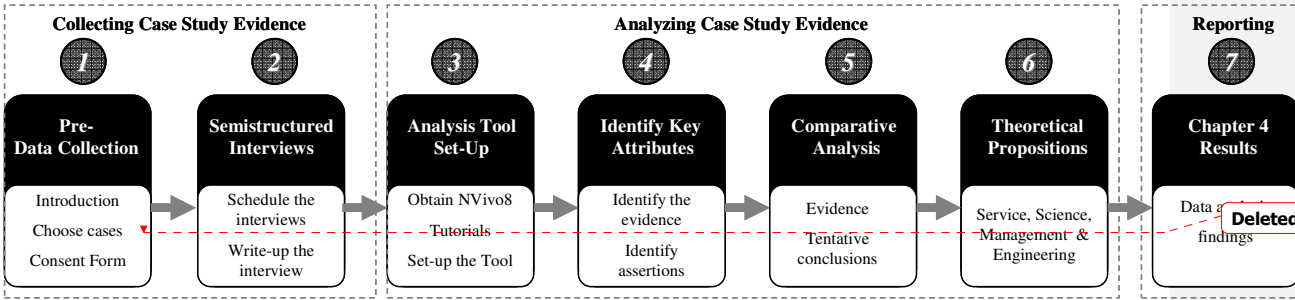 Collecting Case Study Evidence
Analyzing Case Study Evidence
Reporting
1
2
3
4
5
6
7
Pre-
Data Collection
Introduction
Choose cases
Consent Form
Semistructured
Interviews
Schedule the
interviews
Write-up the
interview
Analysis Tool
Set-Up
Obtain NVivo8
Tutorials
Set-up the Tool
Identify Key
Attributes
Identify the
evidence
Identify
assertions
Comparative
Analysis
Evidence
Tentative
conclusions
Theoretical
Propositions
Service, Science,
Management &
Engineering
Chapter 4
Results
Data
findings
Deleted